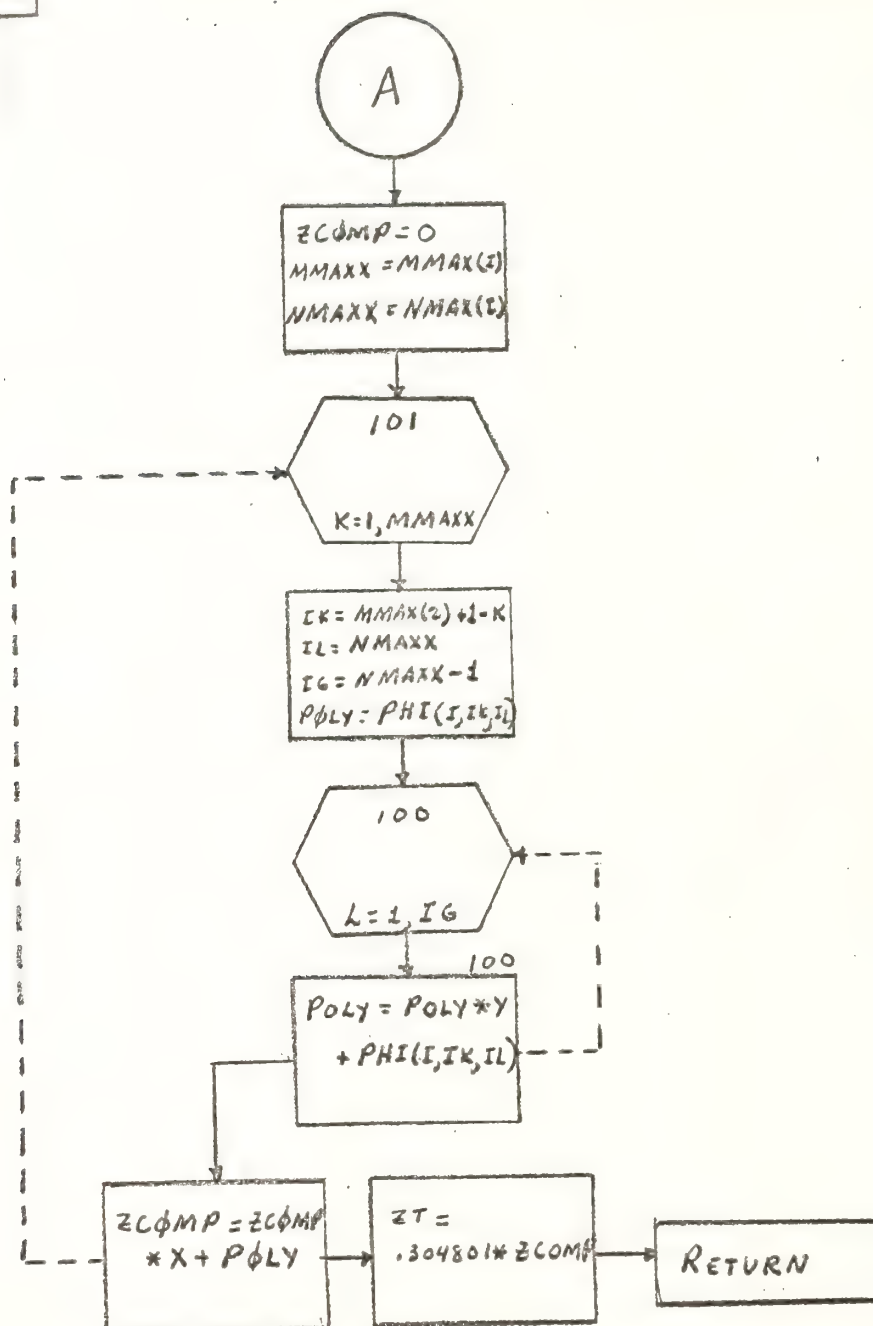 A
ZCØMP = 0
MMAXX = MMAX(I)
NMAXX = NMAX(I)
101
K=1, MMAXX
IK = MMAX(2)+1-K
IL = NMAXX
IG = NMAXX-1
PØLY = PHI(I,IK,IL)
100
L=1, IG
100
POLY = POLY*Y
+ PHI(I,IK,IL)
ZCØMP = ZCØMP
*X + PØLY
ZT =
.304801* ZCOMP
RETURN